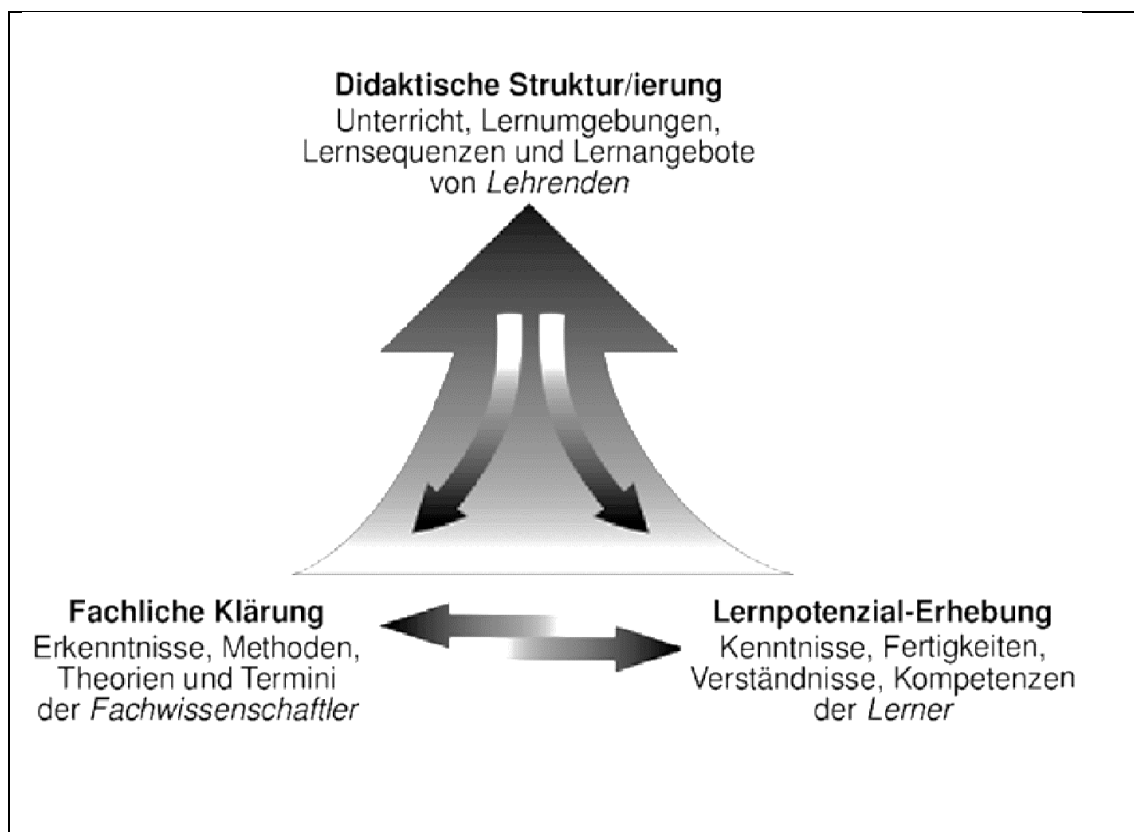 Didaktische Struktur/ierung
Unterricht, Lernumgebungen,
Lernsequenzen und Lernangebote
von Lehrenden
Fachliche Klärung
Erkenntnisse, Methoden,
Theorien und Termini
der Fachwissenschaftler
Lernpotenzial-Erhebung
Kenntnisse, Fertigkeiten,
Verständnisse, Kompetenzen
der Lerner